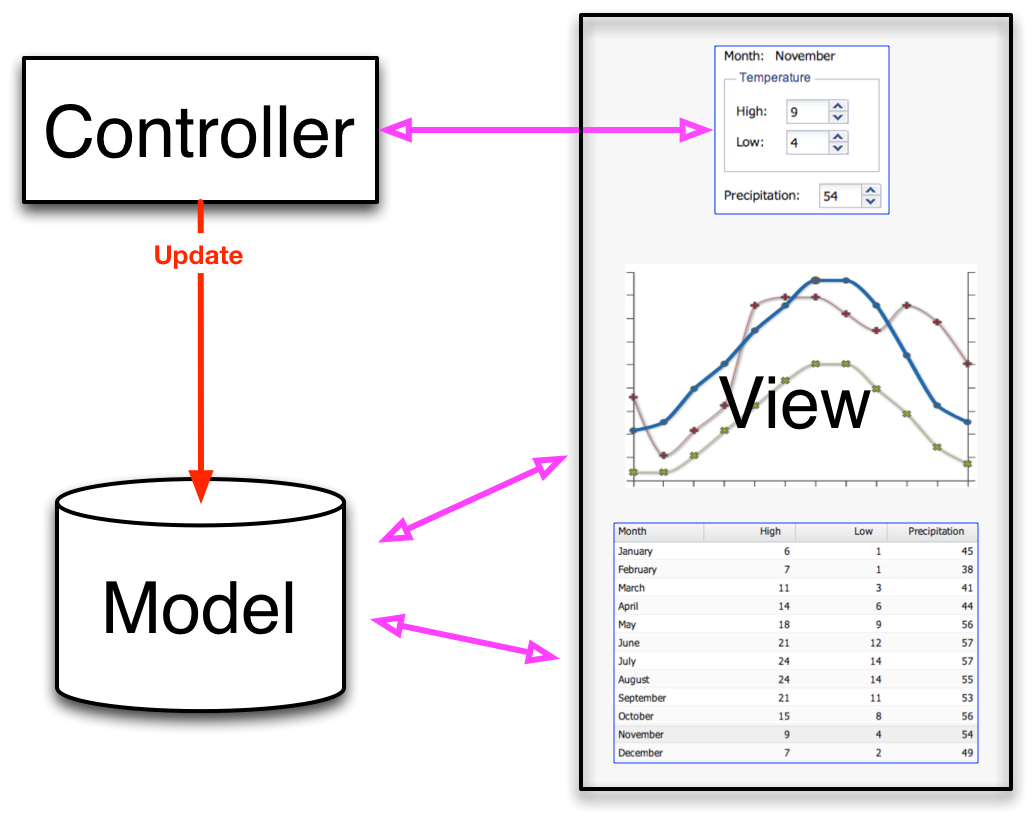 Controller
Update
Model
Month: November
Temperature
High: 9
Low: 4
Precipitation: 54
View
Month High Low Precipitation
January 6 1 45
February 7 1 38
March 11 3 41
April 14 6 44
May 18 9 56
June 21 12 57
July 24 14 57
August 24 14 55
September 21 11 53
October 15 8 56
November 9 4 54
December 7 2 49